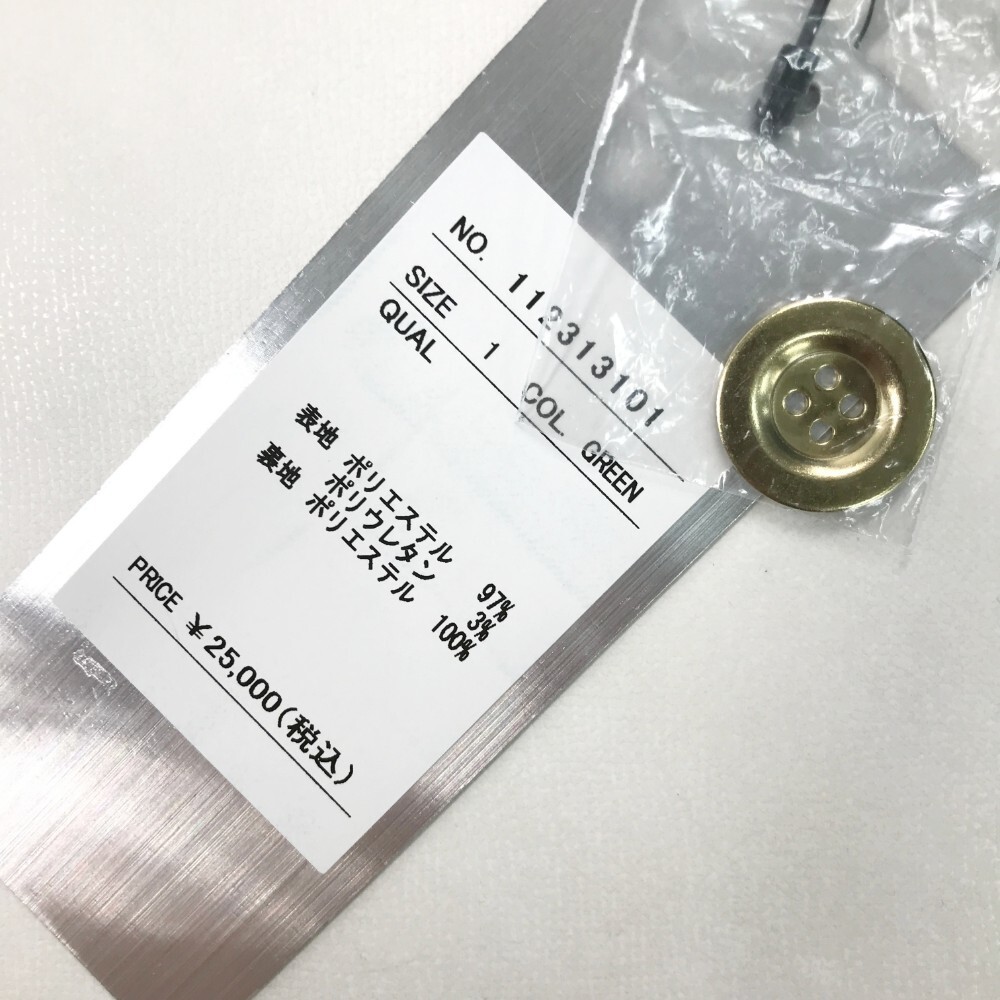 NO. 112313101
SIZE 1 COL. GREEN
QUAL
表地 ポリエステル 97%
ポリウレタン 3%
裏地 ポリエステル 100%
PRICE ¥25,000(税込)